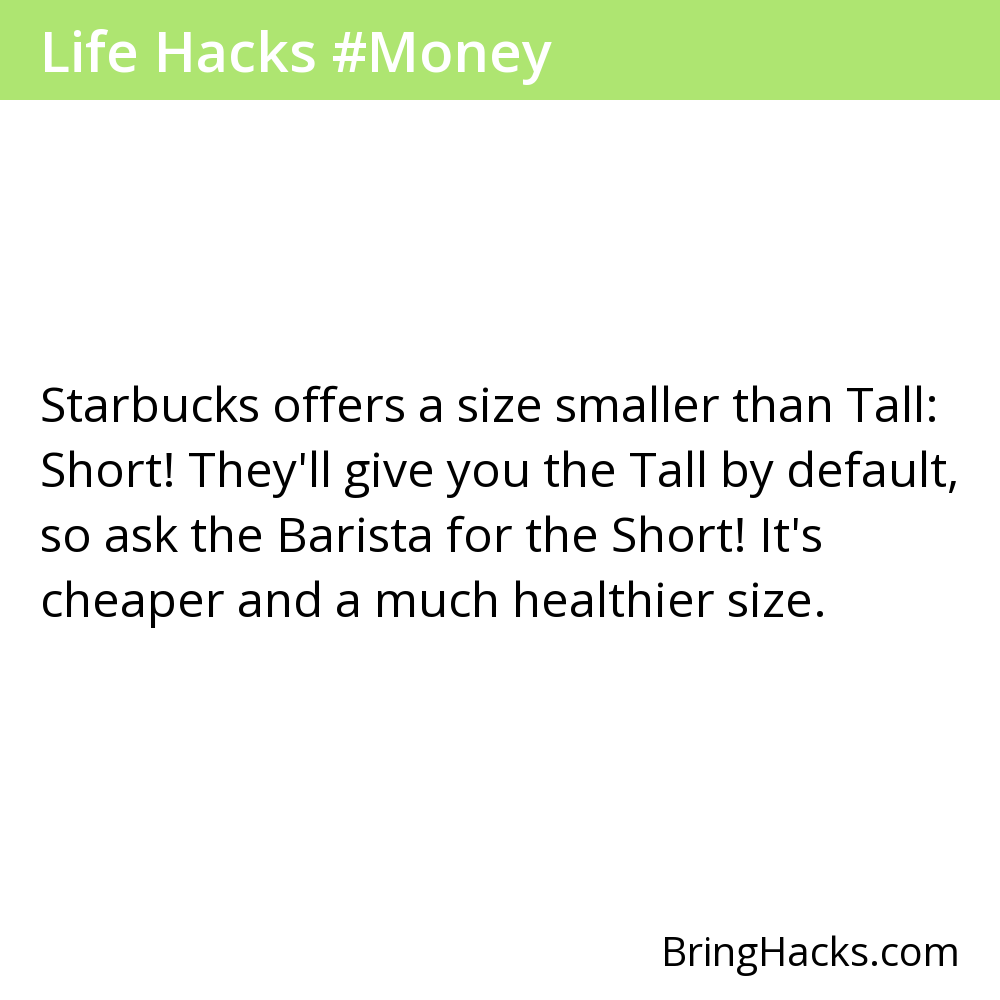 Life Hacks #Money
Starbucks offers a size smaller than Tall:
Short! They'll give you the Tall by default,
so ask the Barista for the Short! It's
cheaper and a much healthier size.
BringHacks.com